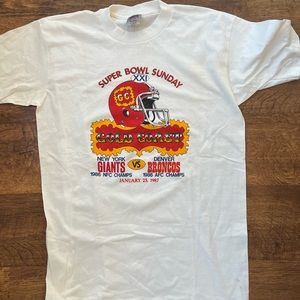 SUPER BOWL SUNDAY
XXI
GC
GOLD COAST
NEW YORK
GIANTS
1986 NFC CHAMPS
VS
DENVER
BRONCOS
1986 AFC CHAMPS
JANUARY 25, 1987